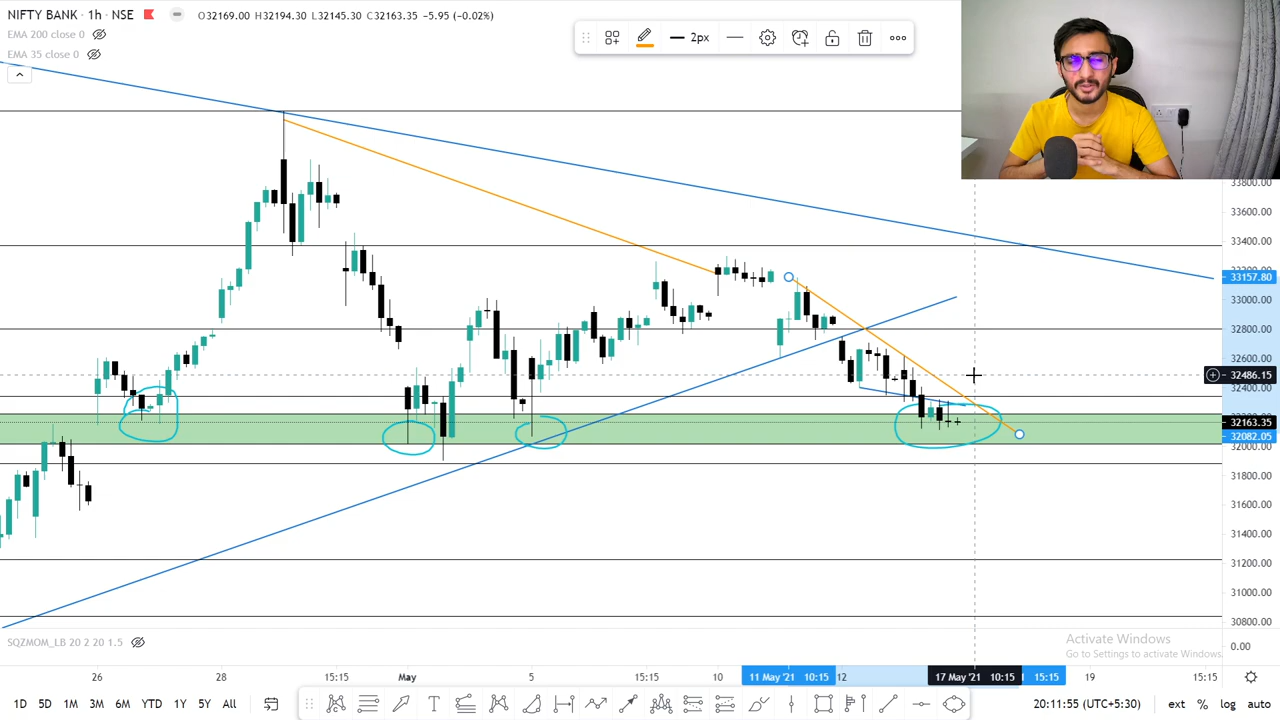 NIFTY BANK · 1h · NSE O32169.00 H32194.30 L32145.30 C32163.35 -5.95 (-0.02%)
EMA 200 close 0
EMA 35 close 0
2px
33800.00
33600.00
33400.00
33157.80
33000.00
32800.00
32600.00
32486.15
32400.00
32163.35
32082.05
32000.00
31800.00
31600.00
31400.00
31200.00
31000.00
30800.00
SQZMOM_LB 20 2 20 1.5
0.00
Activate Windows
Go to Settings to activate Windows.
26 28 15:15 May 5 15:15 10 11 May '21 10:15 12 17 May '21 10:15 15:15 19 15:15
1D 5D 1M 3M 6M YTD 1Y 5Y All
20:11:55 (UTC+5:30) ext % log auto